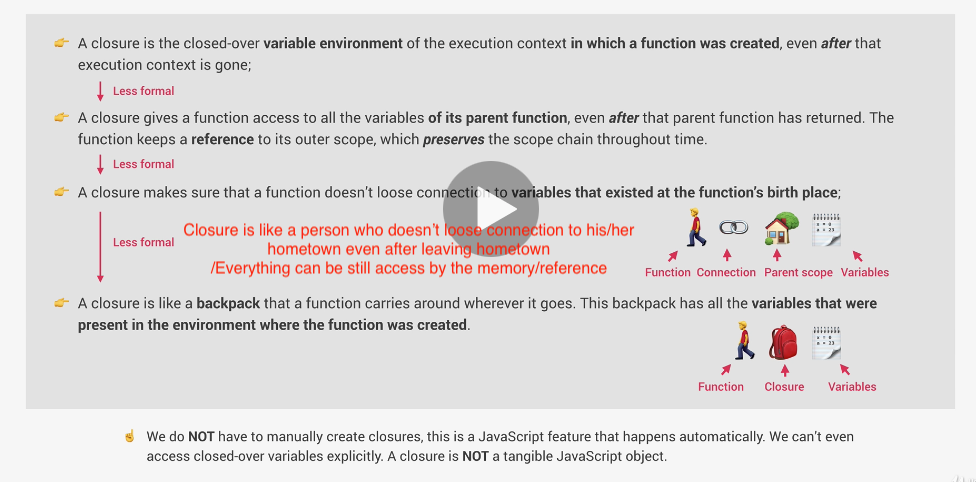 A closure is the closed-over variable environment of the execution context in which a function was created, even after that
execution context is gone;
Less formal
A closure gives a function access to all the variables of its parent function, even after that parent function has returned. The
function keeps a reference to its outer scope, which preserves the scope chain throughout time.
Less formal
A closure makes sure that a function doesn't loose connection to variables that existed at the function's birth place;
Less formal
Closure is like a person who doesn't loose connection to his/her
hometown even after leaving hometown
/Everything can be still access by the memory/reference
Function Connection Parent scope Variables
A closure is like a backpack that a function carries around wherever it goes. This backpack has all the variables that were
present in the environment where the function was created.
Function Closure Variables
We do NOT have to manually create closures, this is a JavaScript feature that happens automatically. We can't even
access closed-over variables explicitly. A closure is NOT a tangible JavaScript object.